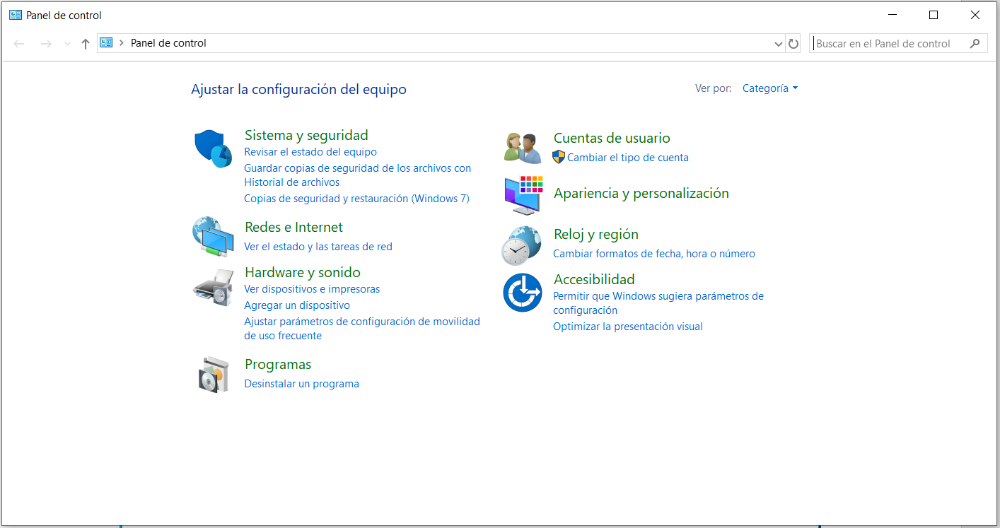 Panel de control
Panel de control
Buscar en el Panel de control
Ajustar la configuración del equipo
Ver por: Categoría
Sistema y seguridad
Revisar el estado del equipo
Guardar copias de seguridad de los archivos con
Historial de archivos
Copias de seguridad y restauración (Windows 7)
Redes e Internet
Ver el estado y las tareas de red
Hardware y sonido
Ver dispositivos e impresoras
Agregar un dispositivo
Ajustar parámetros de configuración de movilidad
de uso frecuente
Programas
Desinstalar un programa
Cuentas de usuario
Cambiar el tipo de cuenta
Apariencia y personalización
Reloj y región
Cambiar formatos de fecha, hora o número
Accesibilidad
Permitir que Windows sugiera parámetros de
configuración
Optimizar la presentación visual